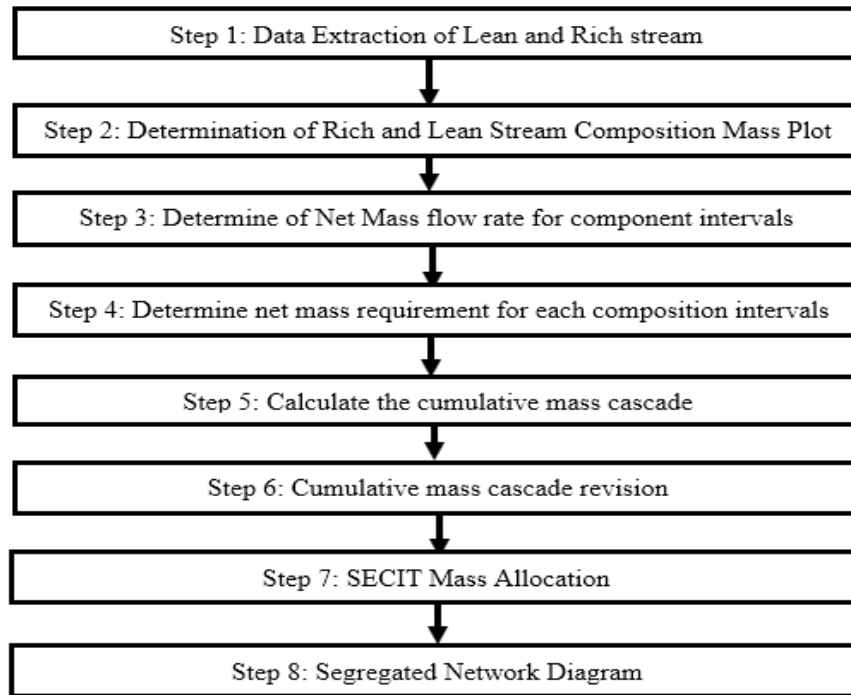 Step 1: Data Extraction of Lean and Rich stream
Step 2: Determination of Rich and Lean Stream Composition Mass Plot
Step 3: Determine of Net Mass flow rate for component intervals
Step 4: Determine net mass requirement for each composition intervals
Step 5: Calculate the cumulative mass cascade
Step 6: Cumulative mass cascade revision
Step 7: SECIT Mass Allocation
Step 8: Segregated Network Diagram